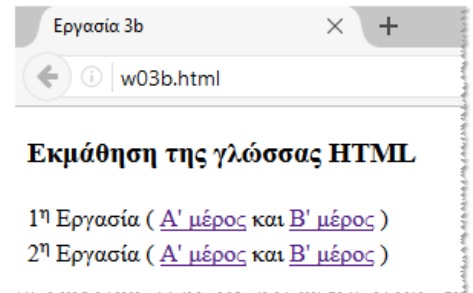 Εργασία 3b
w03b.html
Εκμάθηση της γλώσσας HTML
1η Εργασία ( Α' μέρος και Β' μέρος )
2η Εργασία ( Α' μέρος και Β' μέρος )